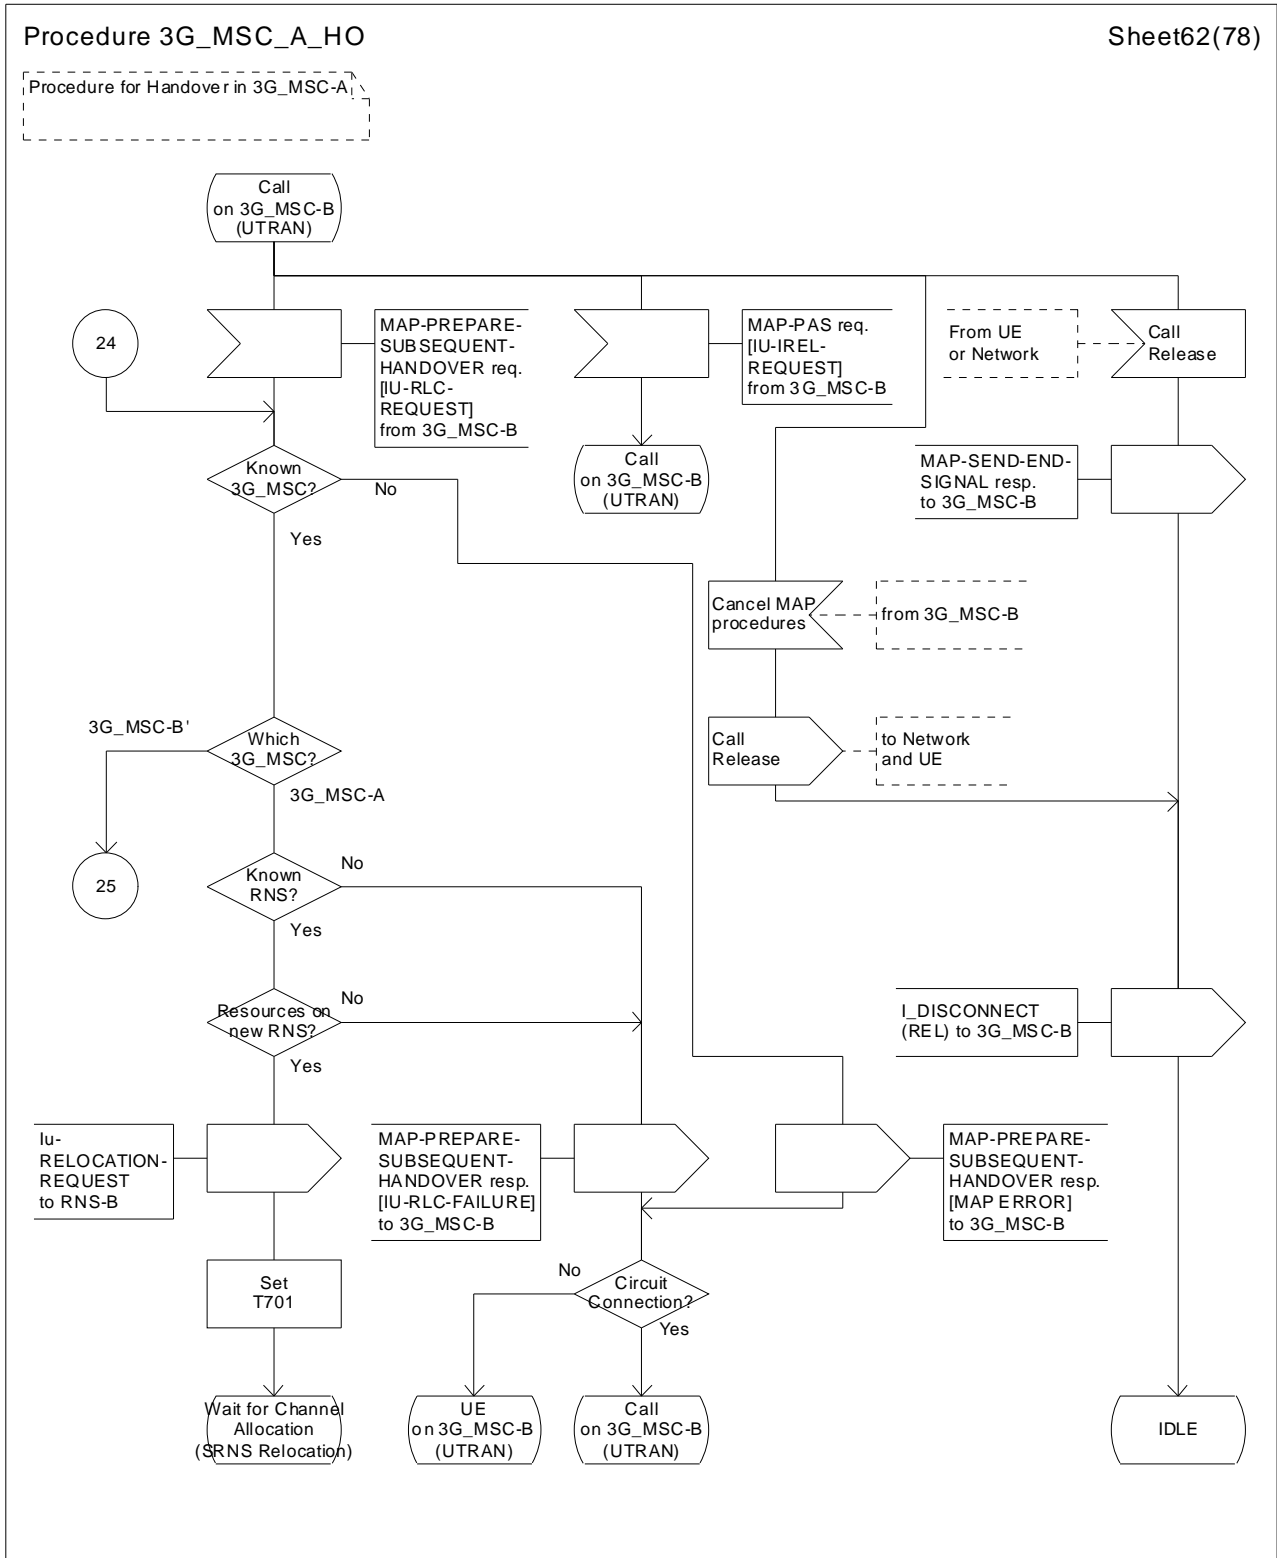 Procedure 3G_MSC_A_HO
Sheet62(78)
Procedure for Handover in 3G_MSC-A
Call
on 3G_MSC-B
(UTRAN)
24
MAP-PREPARE-
SUBSEQUENT-
HANDOVER req.
[IU-RLC-
REQUEST]
from 3G_MSC-B
MAP-PAS req.
[IU-IREL-
REQUEST]
from 3G_MSC-B
From UE
or Network
Call
Release
Known
3G_MSC?
No
Yes
Call
on 3G_MSC-B
(UTRAN)
MAP-SEND-END-
SIGNAL resp.
to 3G_MSC-B
Cancel MAP
procedures
from 3G_MSC-B
3G_MSC-B'
Which
3G_MSC?
3G_MSC-A
Call
Release
to Network
and UE
25
Known
RNS?
No
Yes
Resources on
new RNS?
No
Yes
I_DISCONNECT
(REL) to 3G_MSC-B
Iu-
RELOCATION-
REQUEST
to RNS-B
MAP-PREPARE-
SUBSEQUENT-
HANDOVER resp.
[IU-RLC-FAILURE]
to 3G_MSC-B
MAP-PREPARE-
SUBSEQUENT-
HANDOVER resp.
[MAP ERROR]
to 3G_MSC-B
Set
T701
No
Circuit
Connection?
Yes
Wait for Channel
Allocation
(SRNS Relocation)
UE
on 3G_MSC-B
(UTRAN)
Call
on 3G_MSC-B
(UTRAN)
IDLE